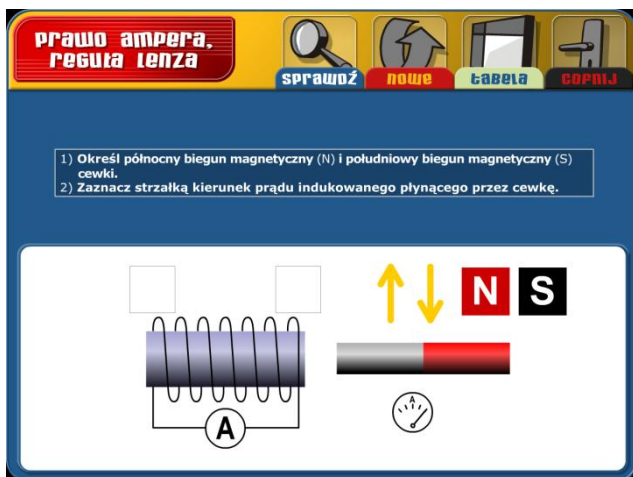 prawo ampera,
reguła lenza
sprawdź
nowe
tabela
cofnij
1) Określ północny biegun magnetyczny (N) i południowy biegun magnetyczny (S)
cewki.
2) Zaznacz strzałką kierunek prądu indukowanego płynącego przez cewkę.
N S
A
A